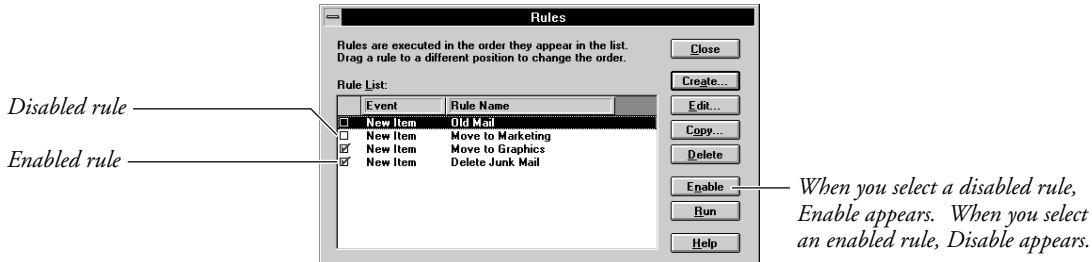 Rules
Rules are executed in the order they appear in the list.
Drag a rule to a different position to change the order.
Rule List:
Event Rule Name
New Item Old Mail
New Item Move to Marketing
New Item Move to Graphics
New Item Delete Junk Mail
Close
Create...
Edit...
Copy...
Delete
Enable
Run
Help
Disabled rule
Enabled rule
When you select a disabled rule,
Enable appears. When you select
an enabled rule, Disable appears.